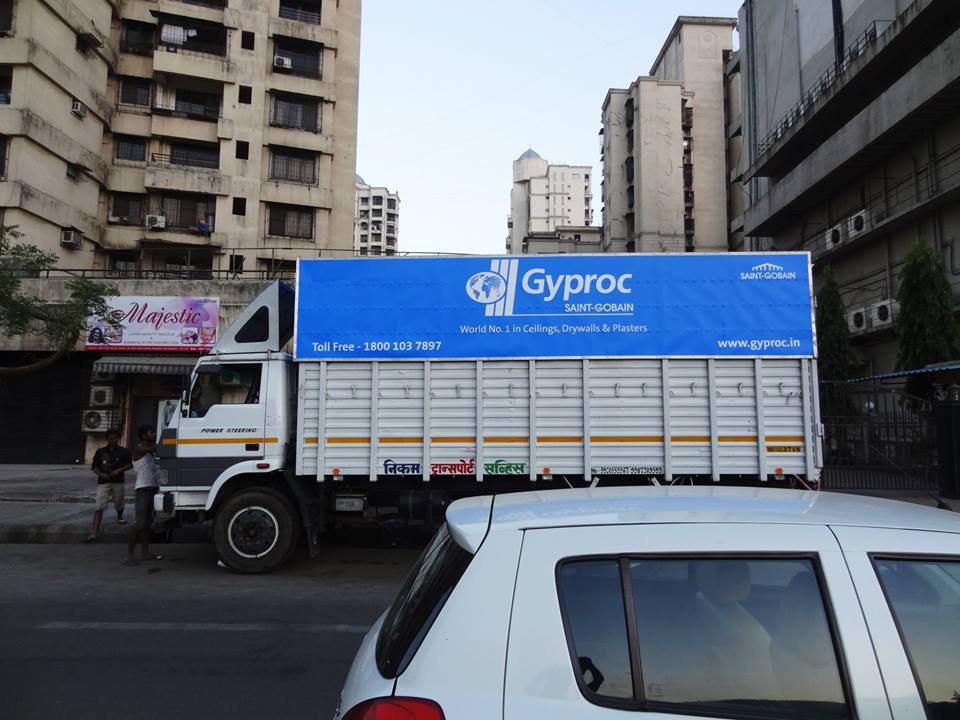 Gyproc
SAINT-GOBAIN
SAINT-GOBAIN
World No. 1 in Ceilings, Drywalls & Plasters
Toll Free - 1800 103 7897
www.gyproc.in
Majestic
POWER STEERING
निकम ट्रान्सपोर्ट सर्व्हिस